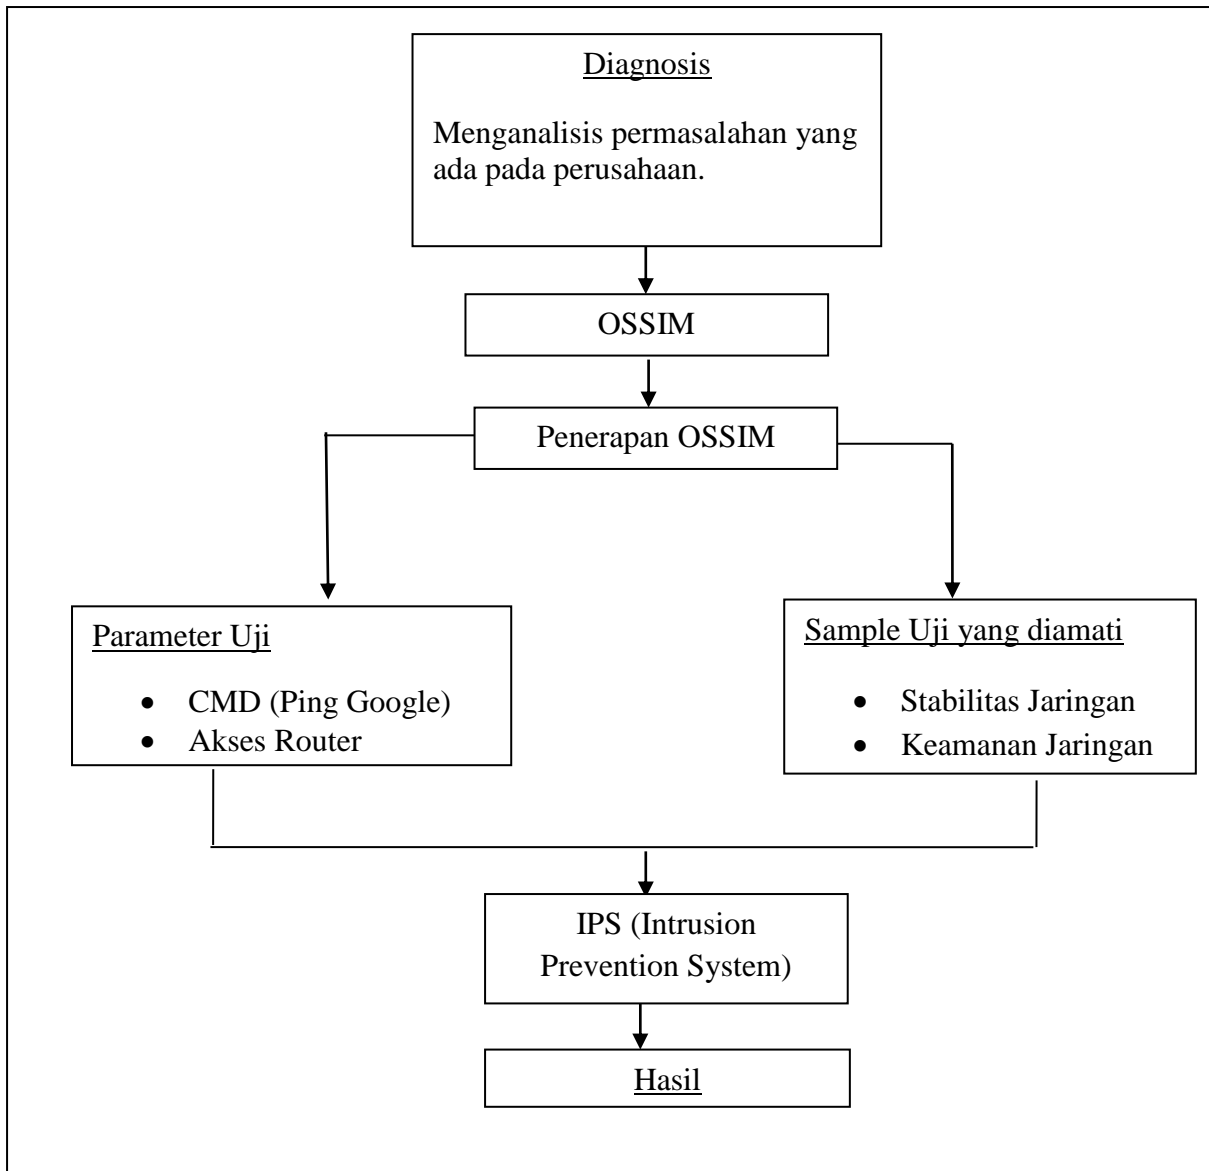 Diagnosis
Menganalisis permasalahan yang
ada pada perusahaan.
OSSIM
Penerapan OSSIM
Parameter Uji
• CMD (Ping Google)
• Akses Router
Sample Uji yang diamati
• Stabilitas Jaringan
• Keamanan Jaringan
IPS (Intrusion
Prevention System)
Hasil